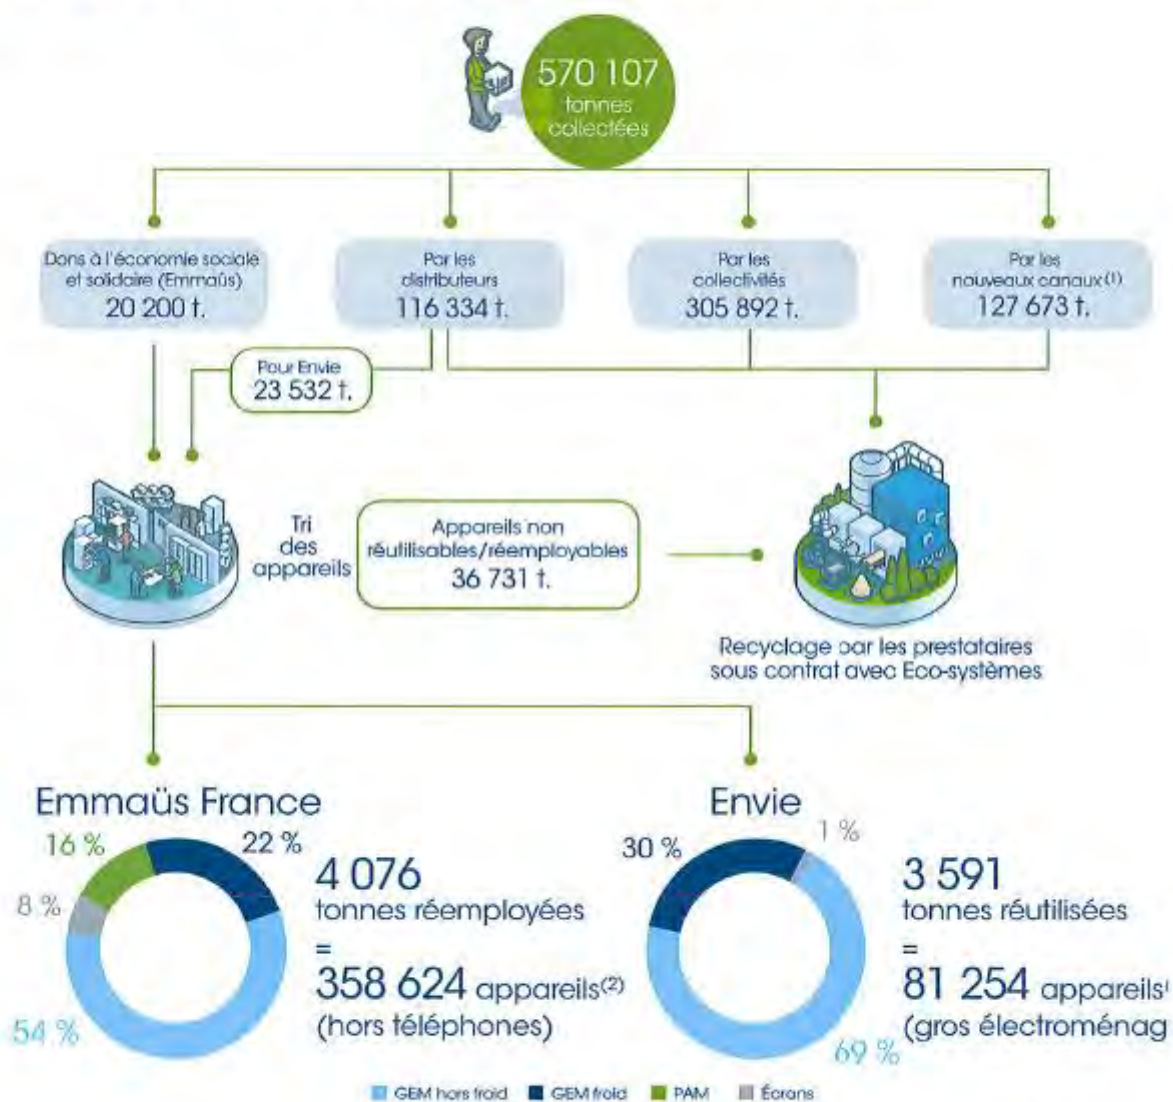 570 107
tonnes
collectées
Dons à l'économie sociale
et solidaire (Emmaüs)
20 200 t.
Par les
distributeurs
116 334 t.
Par les
collectivités
305 892 t.
Par les
nouveaux canaux(1)
127 673 t.
Pour Envie
23 532 t.
Tri
des
appareils
Appareils non
réutilisables/réemployables
36 731 t.
Recyclage par les prestataires
sous contrat avec Eco-systèmes
Emmaüs France
16 %
22 %
8 %
54 %
4 076
tonnes réemployées
=
358 624 appareils(2)
(hors téléphones)
Envie
30 %
1 %
69 %
3 591
tonnes réutilisées
=
81 254 appareils
(gros électroménag
GEM hors froid GEM froid PAM Écrans